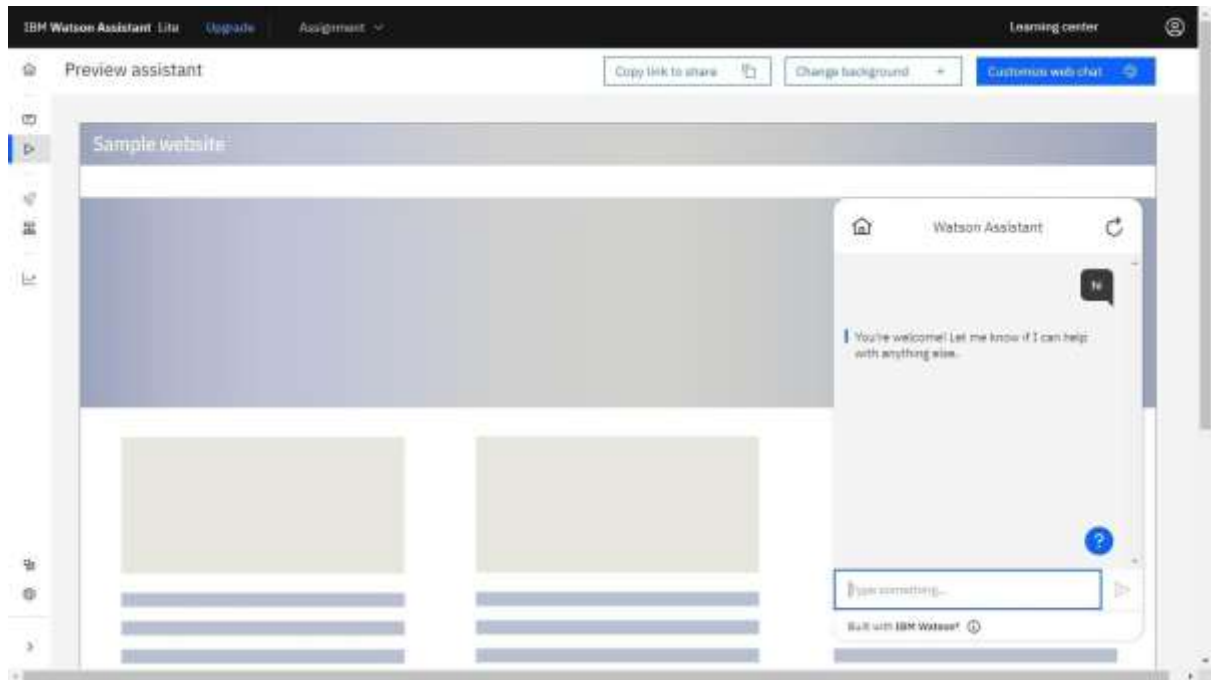 IBM Watson Assistant Lite Upgrade Assignment Learning center
Preview assistant Copy link to share Change background + Customize web chat
Sample website
Watson Assistant
hi
You're welcome! Let me know if I can help
with anything else.
?
Type something...
Built with IBM Watson®